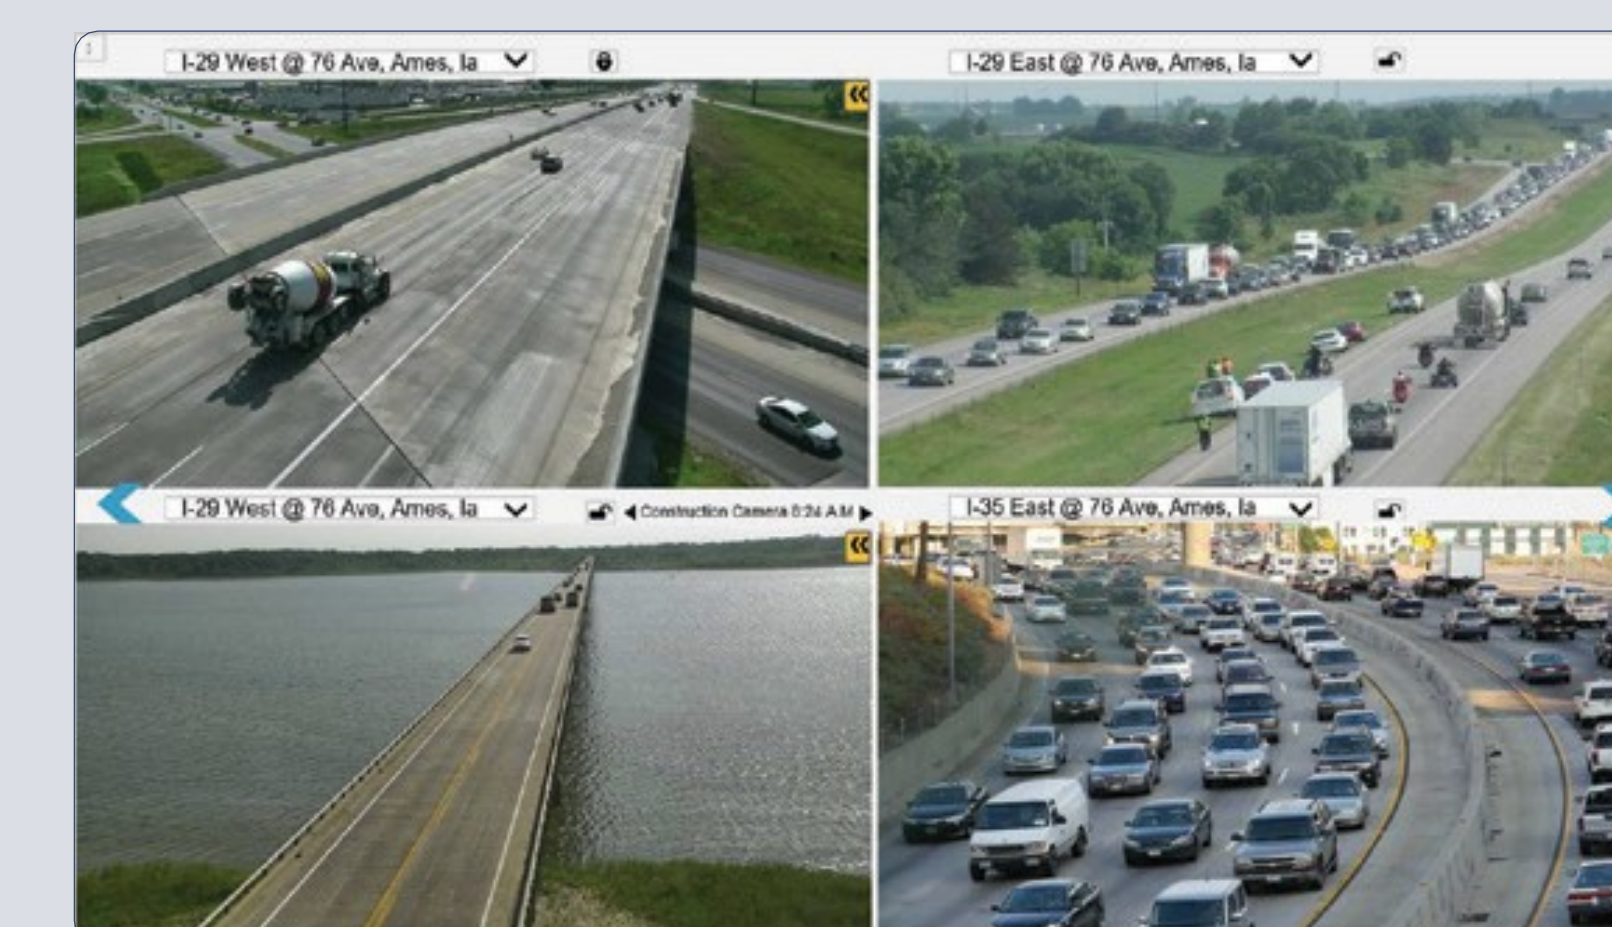 I-29 West @ 76 Ave, Ames, Ia
I-29 East @ 76 Ave, Ames, Ia
I-29 West @ 76 Ave, Ames, Ia
Construction Camera 8:24 A.M
I-35 East @ 76 Ave, Ames, Ia